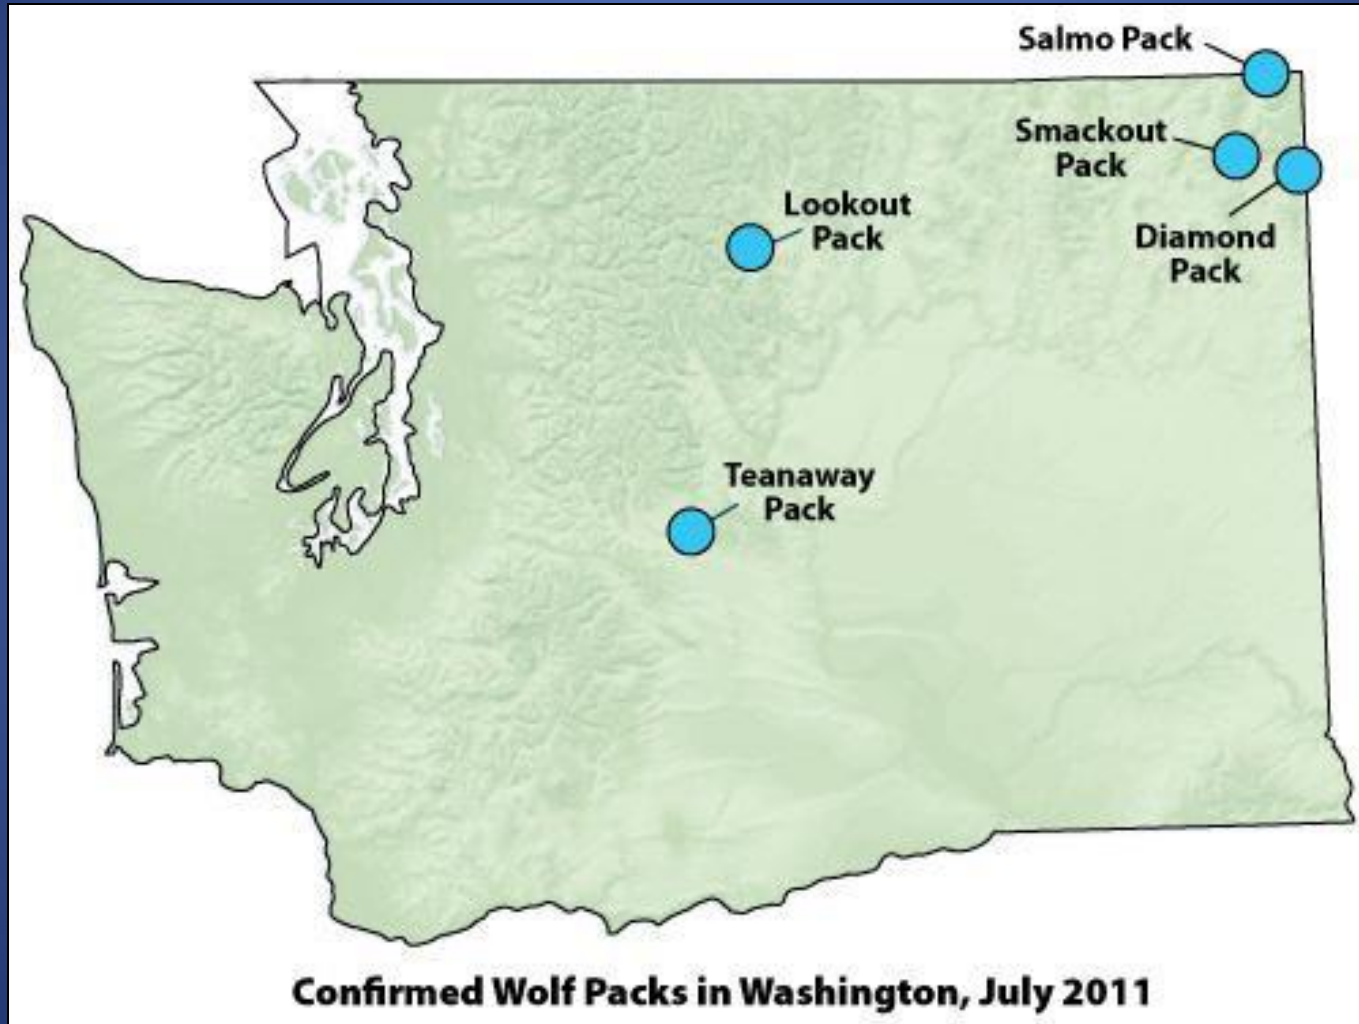 Salmo Pack
Smackout
Pack
Lookout
Pack
Diamond
Pack
Teanaway
Pack
Confirmed Wolf Packs in Washington, July 2011